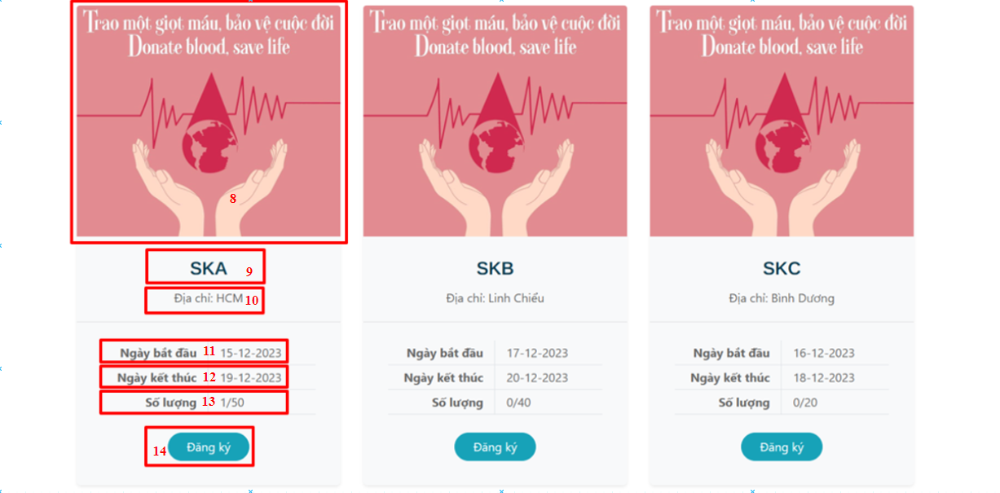 Trao một giọt máu, bảo vệ cuộc đời
Donate blood, save life
8
SKA 9
Địa chỉ: HCM 10
Ngày bắt đầu 11 15-12-2023
Ngày kết thúc 12 19-12-2023
Số lượng 13 1/50
14 Đăng ký
Trao một giọt máu, bảo vệ cuộc đời
Donate blood, save life
SKB
Địa chỉ: Linh Chiểu
Ngày bắt đầu 17-12-2023
Ngày kết thúc 20-12-2023
Số lượng 0/40
Đăng ký
Trao một giọt máu, bảo vệ cuộc đời
Donate blood, save life
SKC
Địa chỉ: Bình Dương
Ngày bắt đầu 16-12-2023
Ngày kết thúc 18-12-2023
Số lượng 0/20
Đăng ký